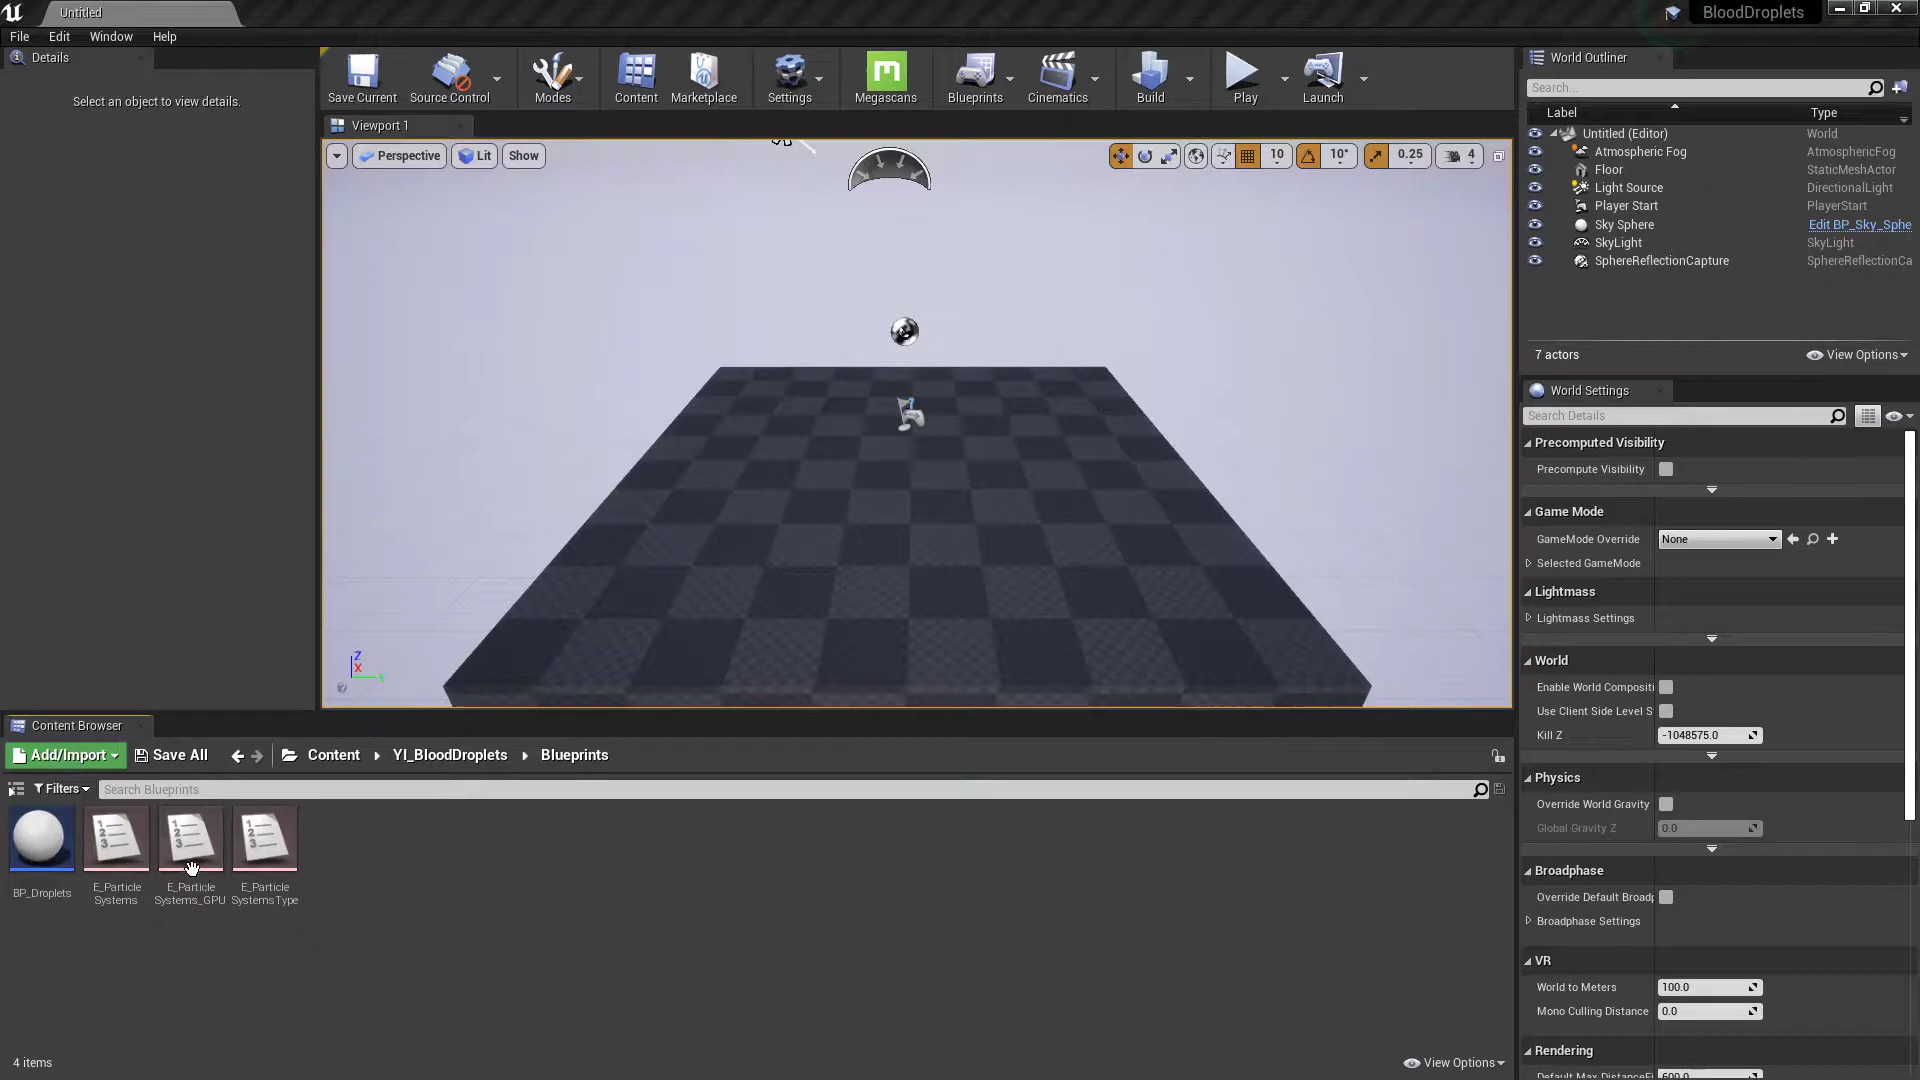 Untitled
BloodDroplets
File Edit Window Help
Details
Select an object to view details.
Save Current Source Control Modes Content Marketplace Settings Megascans Blueprints Cinematics Build Play Launch
Viewport 1
Perspective Lit Show
10 10° 0.25 4
Z
X
Y
World Outliner
Search...
Label Type
Untitled (Editor) World
Atmospheric Fog AtmosphericFog
Floor StaticMeshActor
Light Source DirectionalLight
Player Start PlayerStart
Sky Sphere Edit BP_Sky_Sphe
SkyLight SkyLight
SphereReflectionCapture SphereReflectionCa
7 actors View Options
World Settings
Search Details
Precomputed Visibility
Precompute Visibility
Game Mode
GameMode Override None
Selected GameMode
Lightmass
Lightmass Settings
World
Enable World Compositi
Use Client Side Level S
Kill Z -1048575.0
Physics
Override World Gravity
Global Gravity Z 0.0
Broadphase
Override Default Broadp
Broadphase Settings
VR
World to Meters 100.0
Mono Culling Distance 0.0
Rendering
Default Max DistanceFi 600.0
Content Browser
Add/Import Save All Content YI_BloodDroplets Blueprints
Filters Search Blueprints
BP_Droplets
E_Particle
Systems
E_Particle
Systems_GPU
E_Particle
SystemsType
4 items View Options